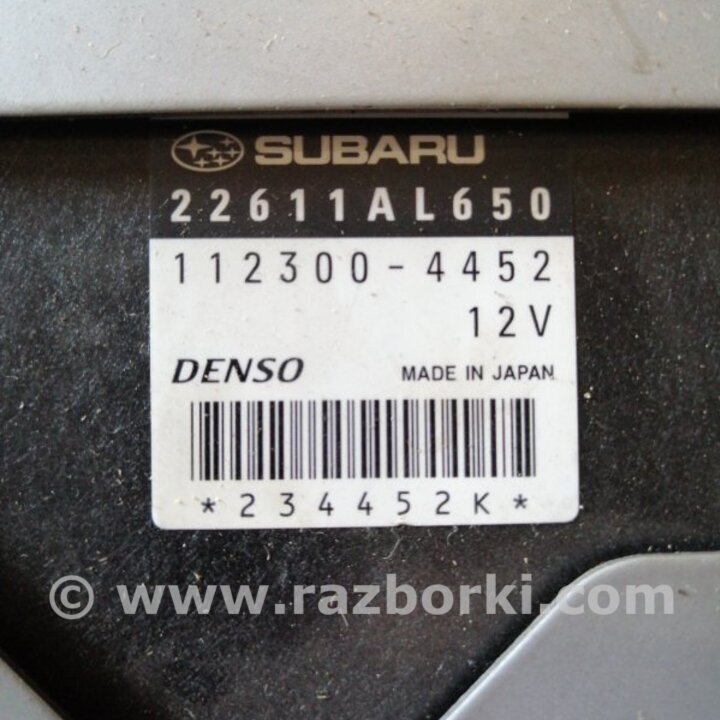 SUBARU
22611AL650
112300-4452
12V
DENSO MADE IN JAPAN
*234452K*
© www.razborki.com